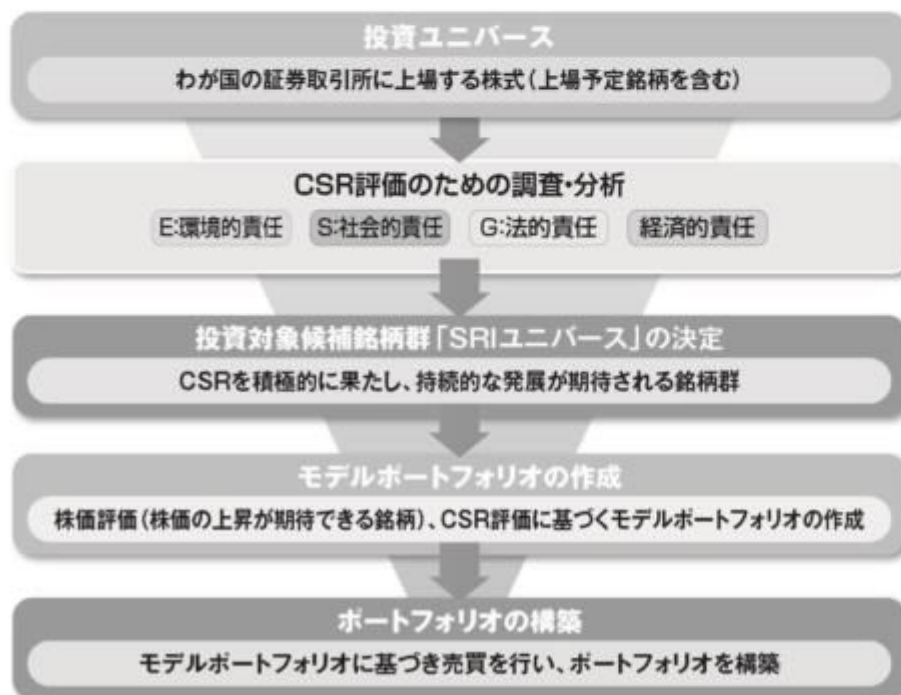 投資ユニバース
わが国の証券取引所に上場する株式(上場予定銘柄を含む)
CSR評価のための調査・分析
E:環境的責任 S:社会的責任 G:法的責任 経済的責任
投資対象候補銘柄群「SRIユニバース」の決定
CSRを積極的に果たし、持続的な発展が期待される銘柄群
モデルポートフォリオの作成
株価評価(株価の上昇が期待できる銘柄)、CSR評価に基づくモデルポートフォリオの作成
ポートフォリオの構築
モデルポートフォリオに基づき売買を行い、ポートフォリオを構築